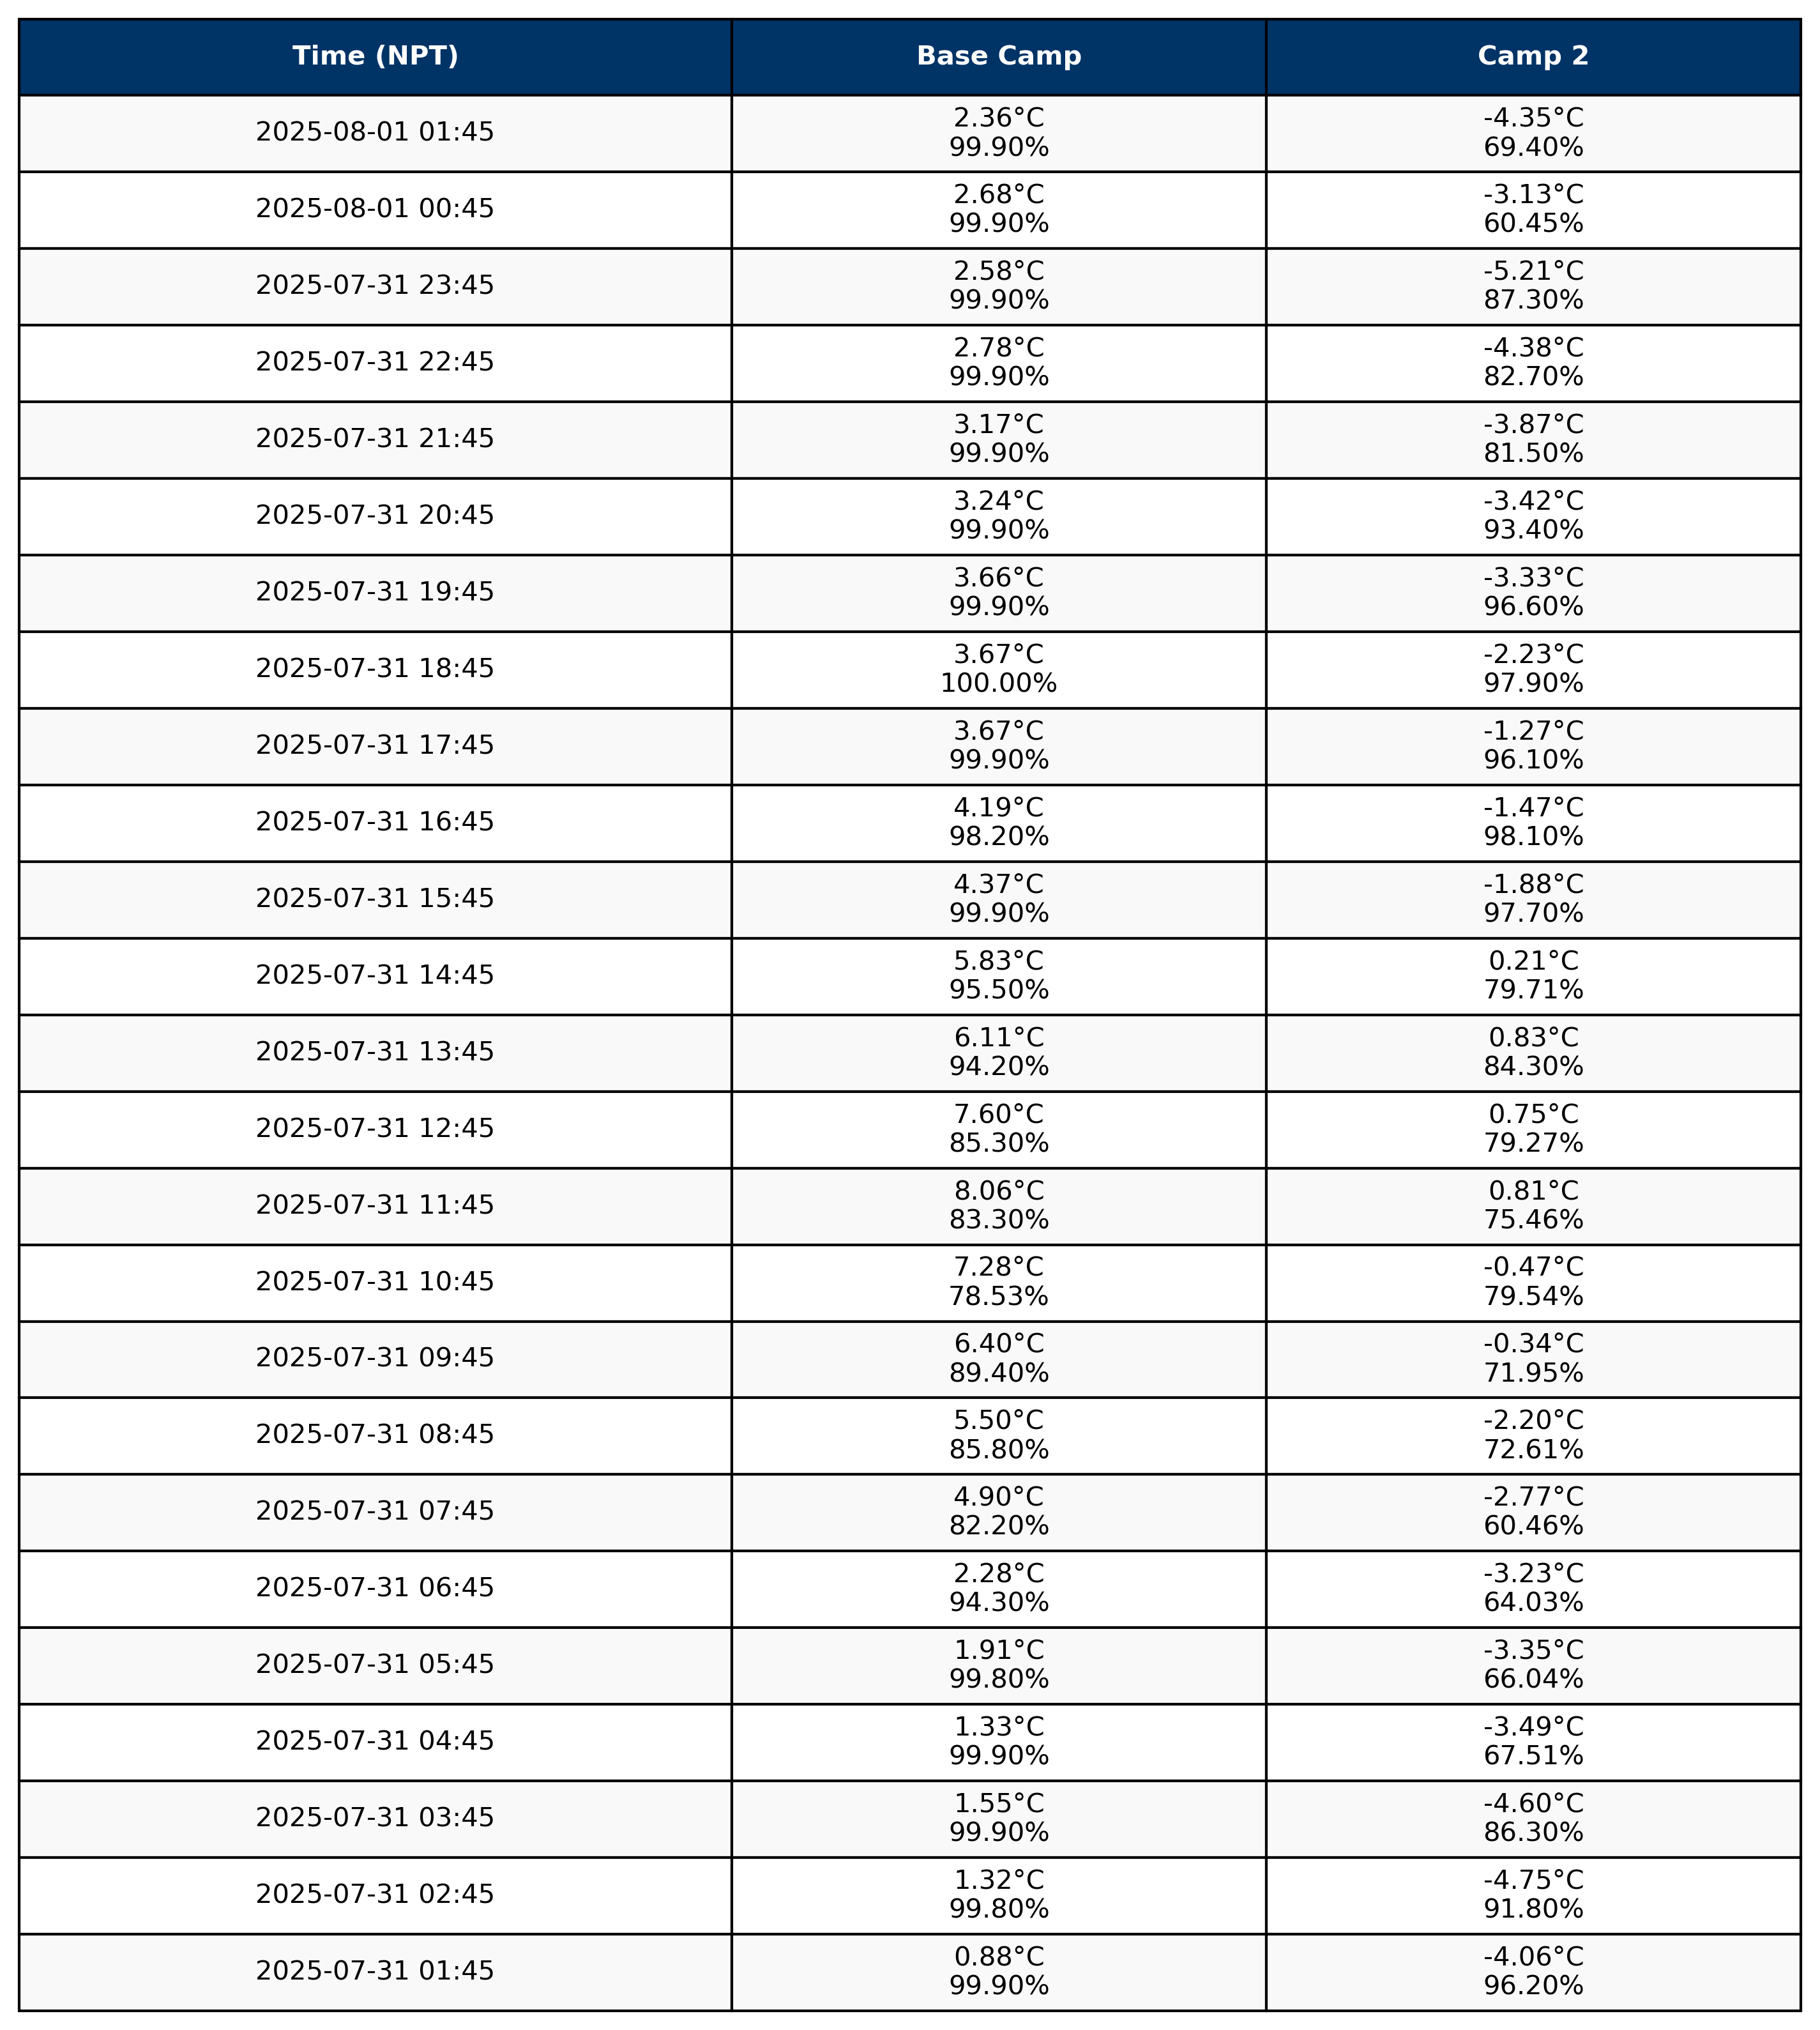 Time (NPT) Base Camp Camp 2
2025-08-01 01:45
2.36°C
99.90%
-4.35°C
69.40%
2025-08-01 00:45
2.68°C
99.90%
-3.13°C
60.45%
2025-07-31 23:45
2.58°C
99.90%
-5.21°C
87.30%
2025-07-31 22:45
2.78°C
99.90%
-4.38°C
82.70%
2025-07-31 21:45
3.17°C
99.90%
-3.87°C
81.50%
2025-07-31 20:45
3.24°C
99.90%
-3.42°C
93.40%
2025-07-31 19:45
3.66°C
99.90%
-3.33°C
96.60%
2025-07-31 18:45
3.67°C
100.00%
-2.23°C
97.90%
2025-07-31 17:45
3.67°C
99.90%
-1.27°C
96.10%
2025-07-31 16:45
4.19°C
98.20%
-1.47°C
98.10%
2025-07-31 15:45
4.37°C
99.90%
-1.88°C
97.70%
2025-07-31 14:45
5.83°C
95.50%
0.21°C
79.71%
2025-07-31 13:45
6.11°C
94.20%
0.83°C
84.30%
2025-07-31 12:45
7.60°C
85.30%
0.75°C
79.27%
2025-07-31 11:45
8.06°C
83.30%
0.81°C
75.46%
2025-07-31 10:45
7.28°C
78.53%
-0.47°C
79.54%
2025-07-31 09:45
6.40°C
89.40%
-0.34°C
71.95%
2025-07-31 08:45
5.50°C
85.80%
-2.20°C
72.61%
2025-07-31 07:45
4.90°C
82.20%
-2.77°C
60.46%
2025-07-31 06:45
2.28°C
94.30%
-3.23°C
64.03%
2025-07-31 05:45
1.91°C
99.80%
-3.35°C
66.04%
2025-07-31 04:45
1.33°C
99.90%
-3.49°C
67.51%
2025-07-31 03:45
1.55°C
99.90%
-4.60°C
86.30%
2025-07-31 02:45
1.32°C
99.80%
-4.75°C
91.80%
2025-07-31 01:45
0.88°C
99.90%
-4.06°C
96.20%